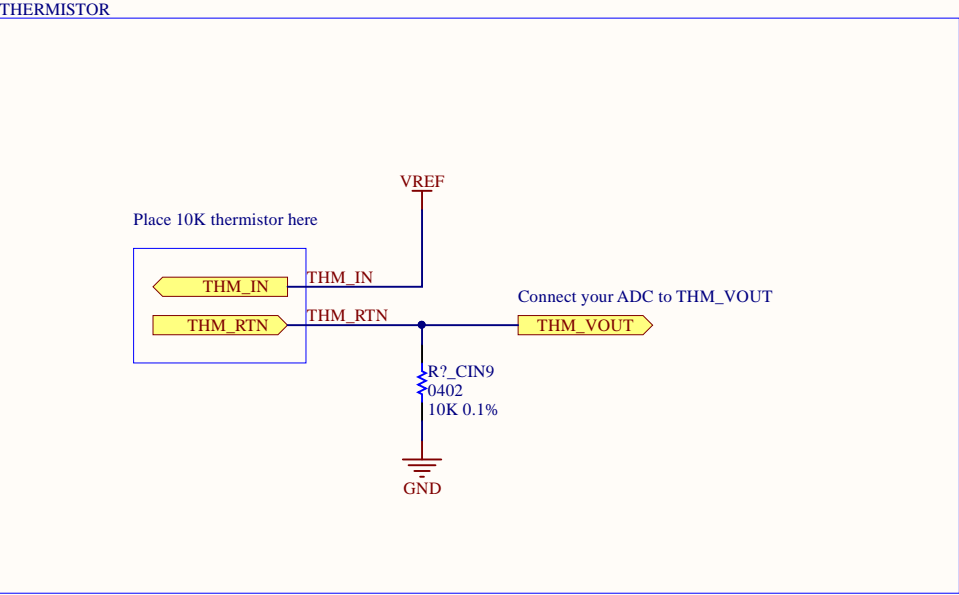 THERMISTOR
VREF
Place 10K thermistor here
THM_IN
THM_IN
Connect your ADC to THM_VOUT
THM_RTN
THM_RTN
THM_VOUT
R?_CIN9
0402
10K 0.1%
GND